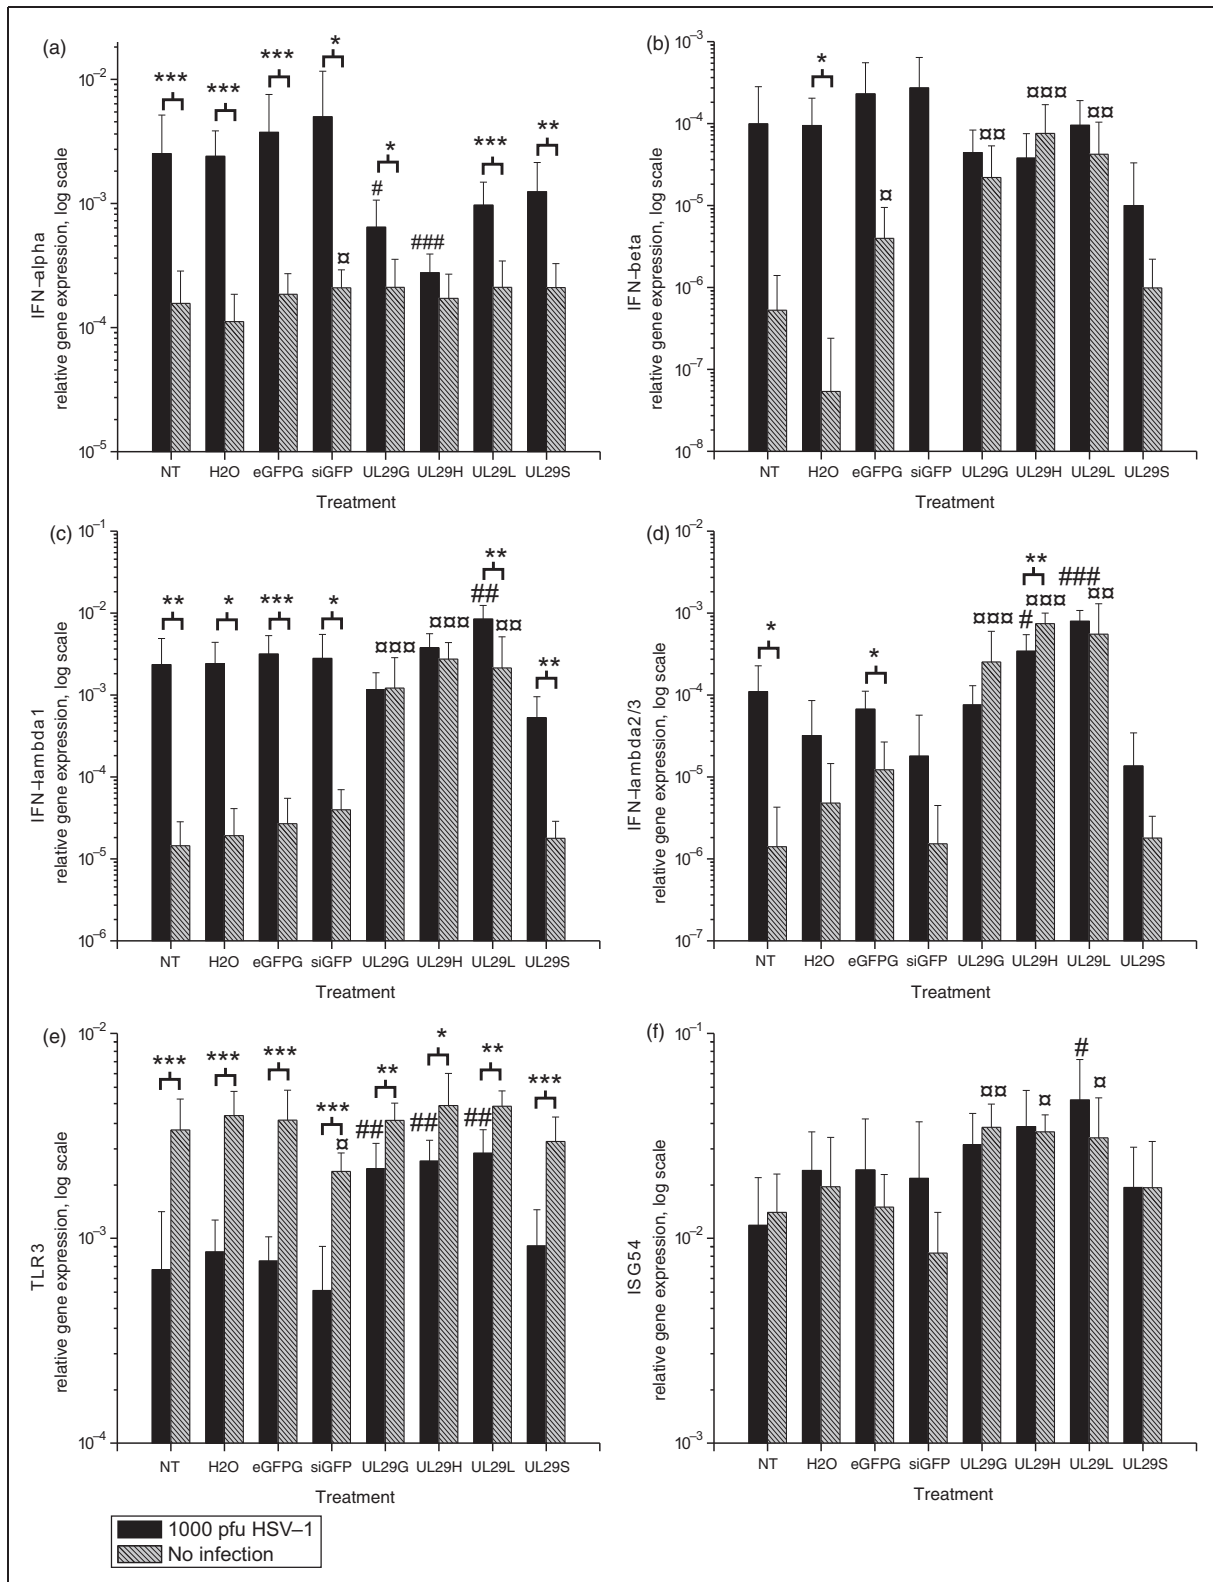 (a)
IFN–alpha
relative gene expression, log scale
10–2
10–3
10–4
10–5
*** *** *** * # * ### *** ** ¤
NT H2O eGFPG siGFP UL29G UL29H UL29L UL29S
Treatment
(b)
IFN–beta
relative gene expression, log scale
10–3
10–4
10–5
10–6
10–7
10–8
* ¤ ¤¤ ¤¤¤ ¤¤
NT H2O eGFPG siGFP UL29G UL29H UL29L UL29S
Treatment
(c)
IFN–lambda1
relative gene expression, log scale
10–1
10–2
10–3
10–4
10–5
10–6
** * *** * ¤¤¤ ¤¤¤ ## ** ¤¤ **
NT H2O eGFPG siGFP UL29G UL29H UL29L UL29S
Treatment
(d)
IFN–lambda2/3
relative gene expression, log scale
10–2
10–3
10–4
10–5
10–6
10–7
* * ¤¤¤ # ** ¤¤¤ ### ¤¤
NT H2O eGFPG siGFP UL29G UL29H UL29L UL29S
Treatment
(e)
TLR3
relative gene expression, log scale
10–2
10–3
10–4
*** *** *** *** ¤ ## ** ## * ## ** ***
NT H2O eGFPG siGFP UL29G UL29H UL29L UL29S
Treatment
(f)
ISG54
relative gene expression, log scale
10–1
10–2
10–3
¤¤ ¤ # ¤
NT H2O eGFPG siGFP UL29G UL29H UL29L UL29S
Treatment
1000 pfu HSV–1
No infection